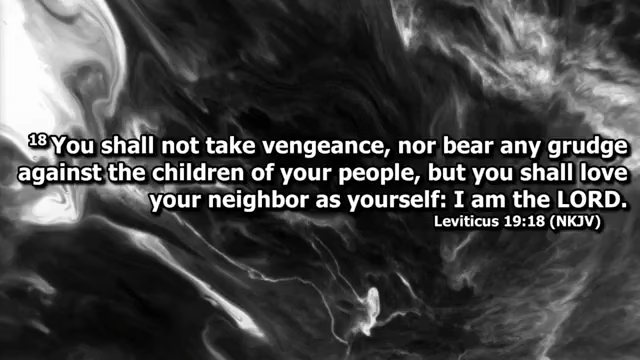 18 You shall not take vengeance, nor bear any grudge
against the children of your people, but you shall love
your neighbor as yourself: I am the LORD.
Leviticus 19:18 (NKJV)